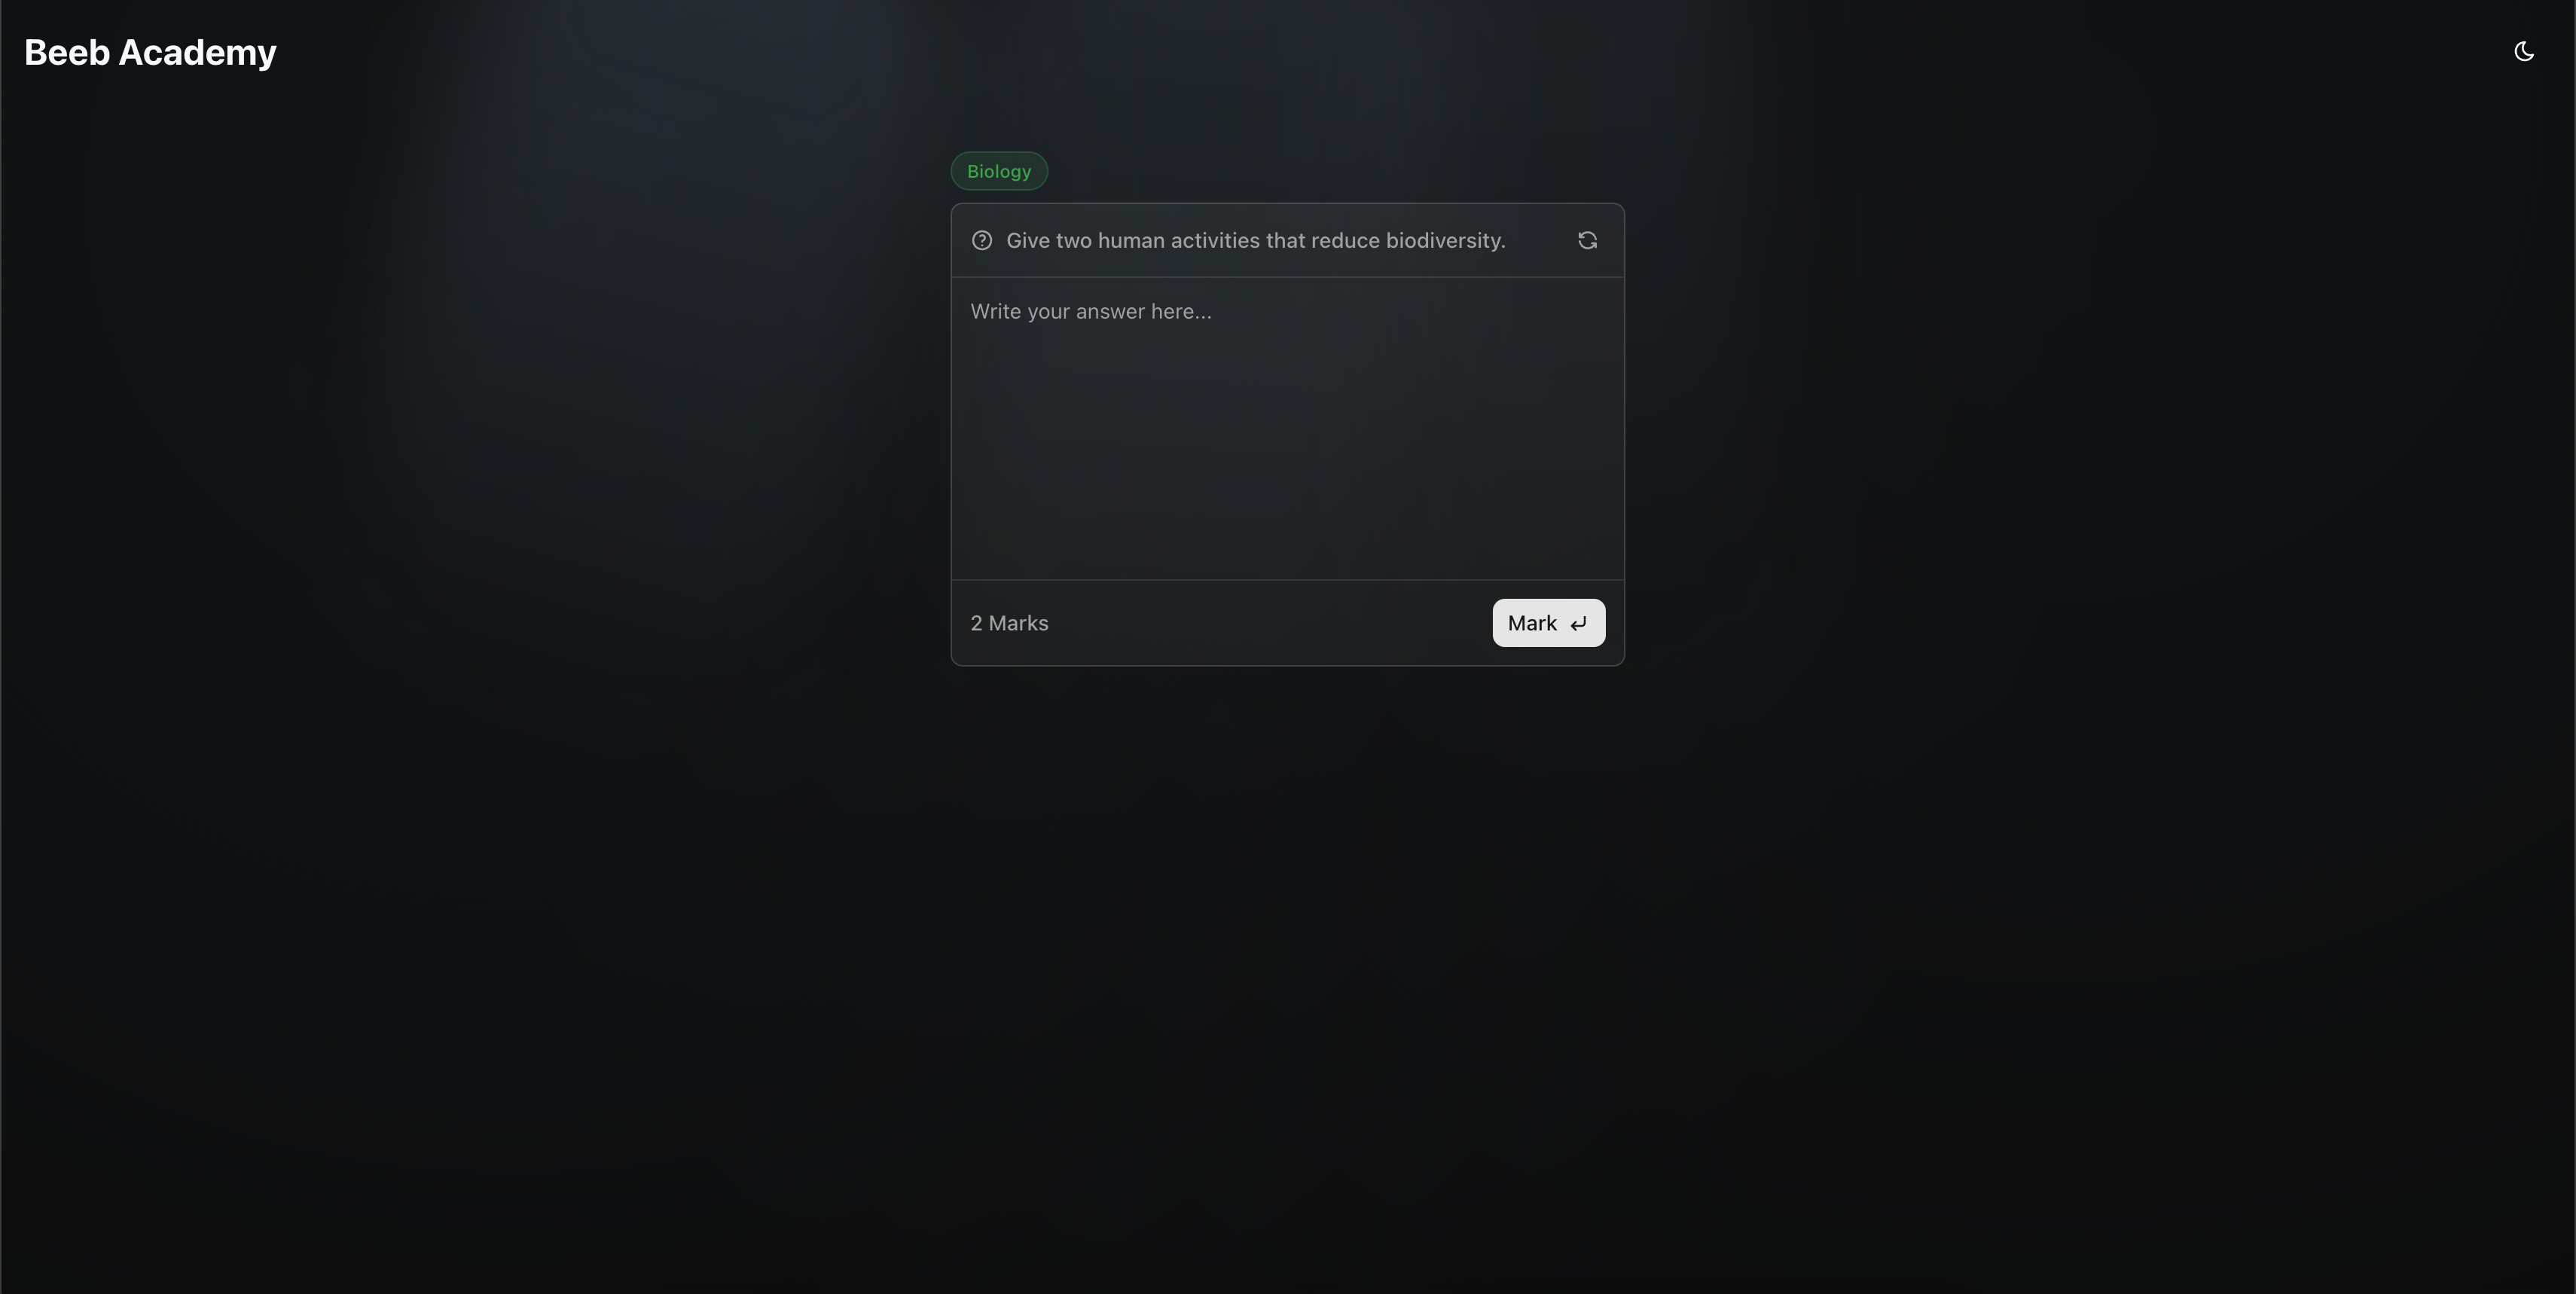 Beeb Academy
Biology
Give two human activities that reduce biodiversity.
Write your answer here...
2 Marks
Mark